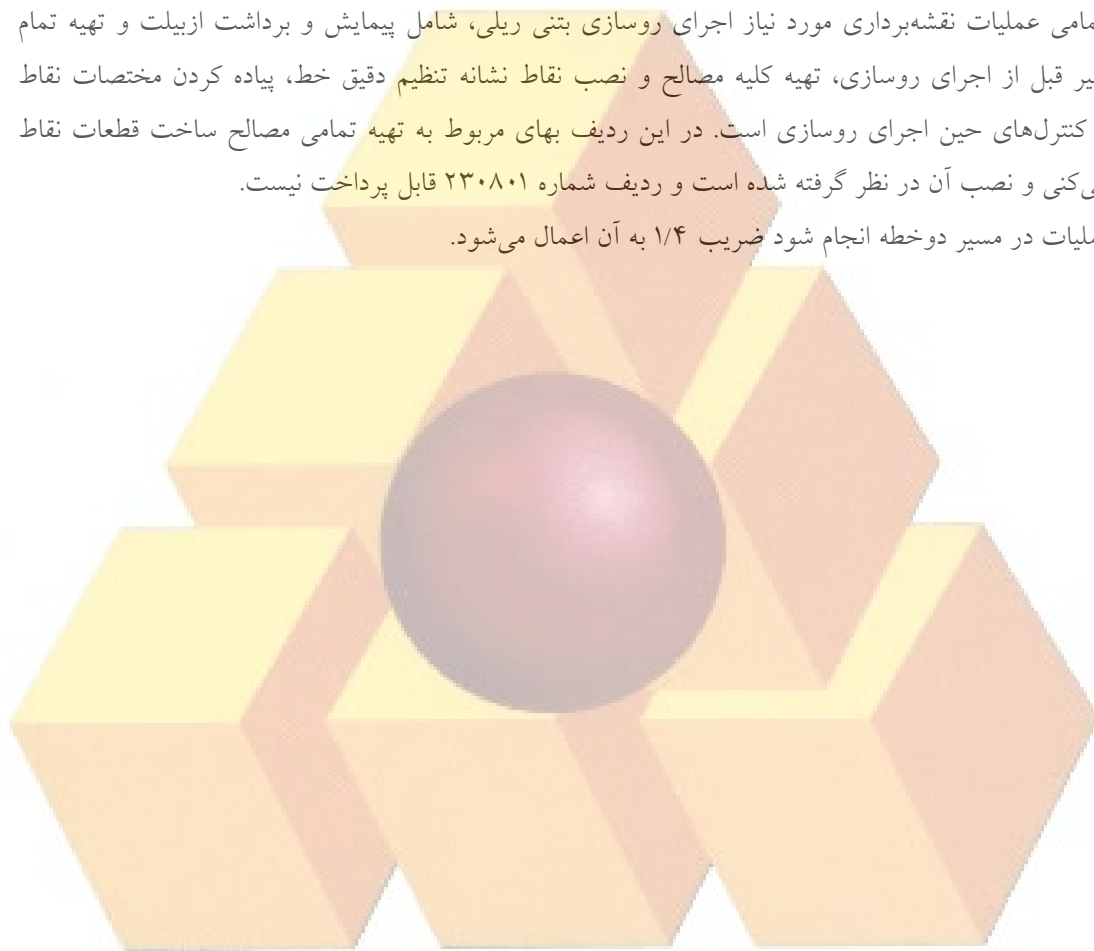 مامی عملیات نقشه‌برداری مورد نیاز اجرای روسازی بتنی ریلی، شامل پیمایش و برداشت ازبیلت و تهیه تمام
یر قبل از اجرای روسازی، تهیه کلیه مصالح و نصب نقاط نشانه تنظیم دقیق خط، پیاده کردن مختصات نقاط
کنترل‌های حین اجرای روسازی است. در این ردیف بهای مربوط به تهیه تمامی مصالح ساخت قطعات نقاط
ی‌کنی و نصب آن در نظر گرفته شده است و ردیف شماره ۲۳۰۸۰۱ قابل پرداخت نیست.
ملیات در مسیر دوخطه انجام شود ضریب ۱/۴ به آن اعمال می‌شود.